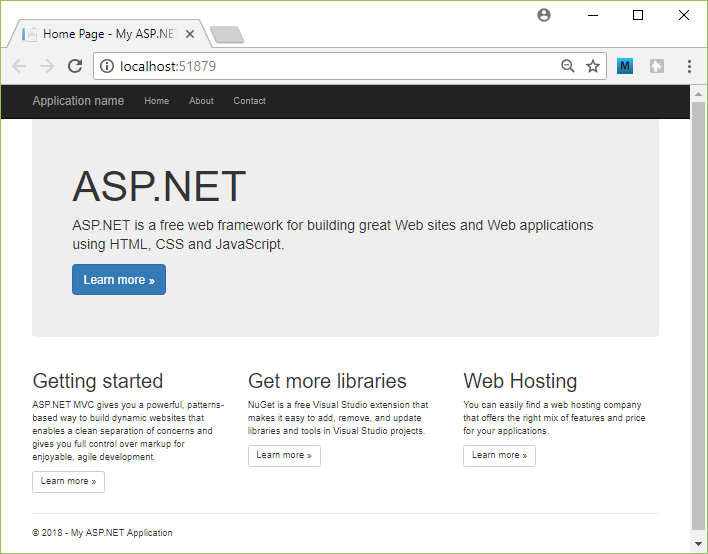 Home Page - My ASP.NET
localhost:51879
M
Application name Home About Contact
ASP.NET
ASP.NET is a free web framework for building great Web sites and Web applications
using HTML, CSS and JavaScript.
Learn more »
Getting started
ASP.NET MVC gives you a powerful, patterns-
based way to build dynamic websites that
enables a clean separation of concerns and
gives you full control over markup for
enjoyable, agile development.
Learn more »
Get more libraries
NuGet is a free Visual Studio extension that
makes it easy to add, remove, and update
libraries and tools in Visual Studio projects.
Learn more »
Web Hosting
You can easily find a web hosting company
that offers the right mix of features and price
for your applications.
Learn more »
© 2018 - My ASP.NET Application